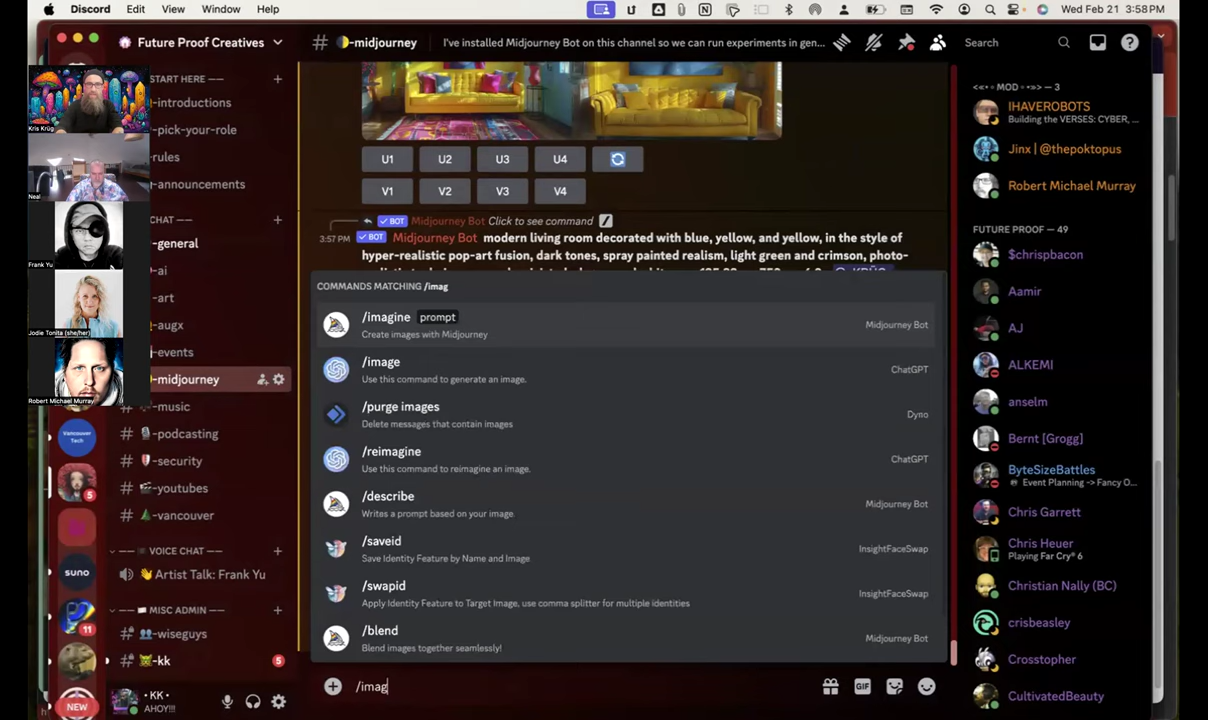 Discord File Edit View Window Help
Wed Feb 21 3:58 PM
Future Proof Creatives
START HERE
-introductions
-pick-your-role
-rules
-announcements
CHAT
-general
-ai
-art
-augx
-events
-midjourney
-music
# -podcasting
# -security
# -youtubes
# -vancouver
VOICE CHAT
Artist Talk: Frank Yu
MISC ADMIN
-wiseguys
-kk
5
• KK •
AHOY!!!
Kris Krüg
Neal
Frank Yu
Jodie Tonita (she/her)
Robert Michael Murray
Vancouver Tech
5
suno
11
NEW
# -midjourney
I've installed Midjourney Bot on this channel so we can run experiments in gen...
Search
U1 U2 U3 U4
V1 V2 V3 V4
BOT Midjourney Bot Click to see command
3:57 PM BOT Midjourney Bot modern living room decorated with blue, yellow, and yellow, in the style of
hyper-realistic pop-art fusion, dark tones, spray painted realism, light green and crimson, photo-
COMMANDS MATCHING /imag
/imagine prompt
Create images with Midjourney
Midjourney Bot
/image
Use this command to generate an image.
ChatGPT
/purge images
Delete messages that contain images
Dyno
/reimagine
Use this command to reimagine an image.
ChatGPT
/describe
Writes a prompt based on your image.
Midjourney Bot
/saveid
Save Identity Feature by Name and Image
InsightFaceSwap
/swapid
Apply Identity Feature to Target Image, use comma splitter for multiple identities
InsightFaceSwap
/blend
Blend images together seamlessly!
Midjourney Bot
/imag
GIF
<<•◦ MOD ◦•>> — 3
IHAVEROBOTS
Building the VERSES: CYBER, ...
Jinx | @thepoktopus
Robert Michael Murray
FUTURE PROOF — 49
$chrispbacon
Aamir
AJ
ALKEMI
anselm
Bernt [Grogg]
ByteSizeBattles
Event Planning -> Fancy O...
Chris Garrett
Chris Heuer
Playing Far Cry® 6
Christian Nally (BC)
crisbeasley
Crosstopher
CultivatedBeauty